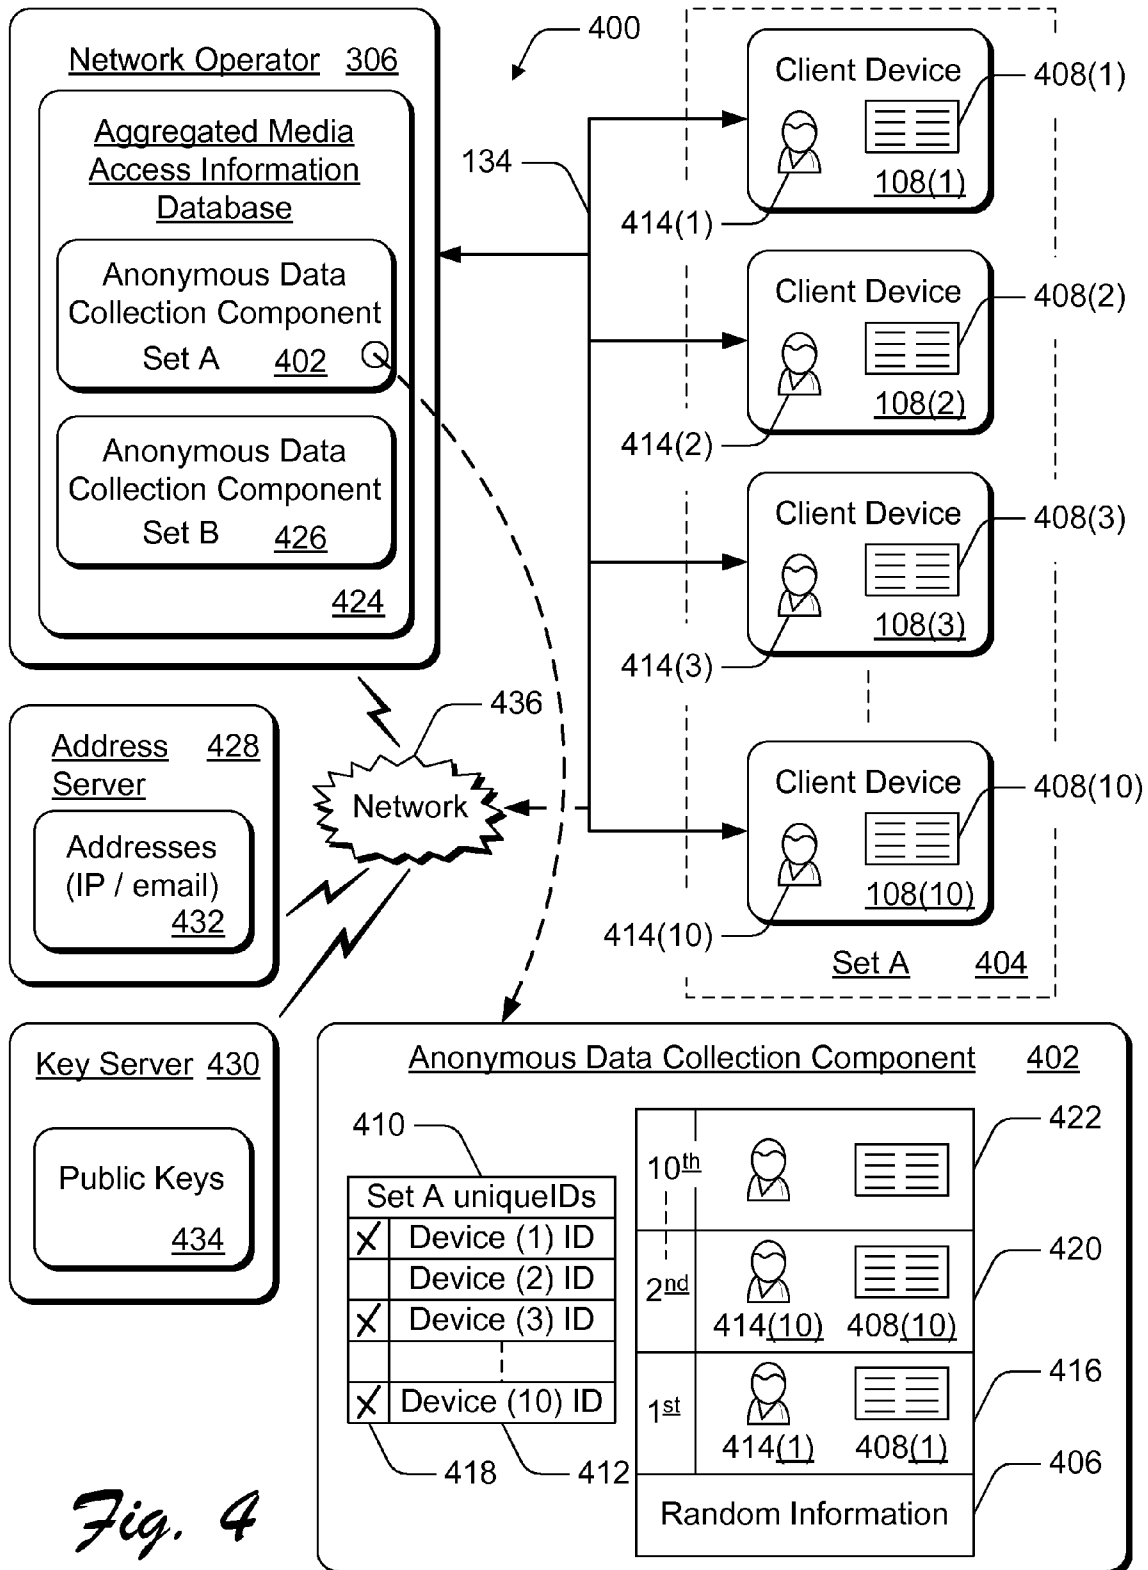 Network Operator 306
Aggregated Media
Access Information
Database
Anonymous Data
Collection Component
Set A 402
Anonymous Data
Collection Component
Set B 426
424
400
134
Client Device
108(1)
408(1)
414(1)
Client Device
108(2)
408(2)
414(2)
Client Device
108(3)
408(3)
414(3)
Client Device
108(10)
408(10)
414(10)
Set A 404
436
Network
Address 428
Server
Addresses
(IP / email)
432
Key Server 430
Public Keys
434
Anonymous Data Collection Component 402
410
Set A uniqueIDs
X Device (1) ID
Device (2) ID
X Device (3) ID
X Device (10) ID
418 412
10th
422
2nd
414(10) 408(10)
420
1st
414(1) 408(1)
416
Random Information
406
Fig. 4